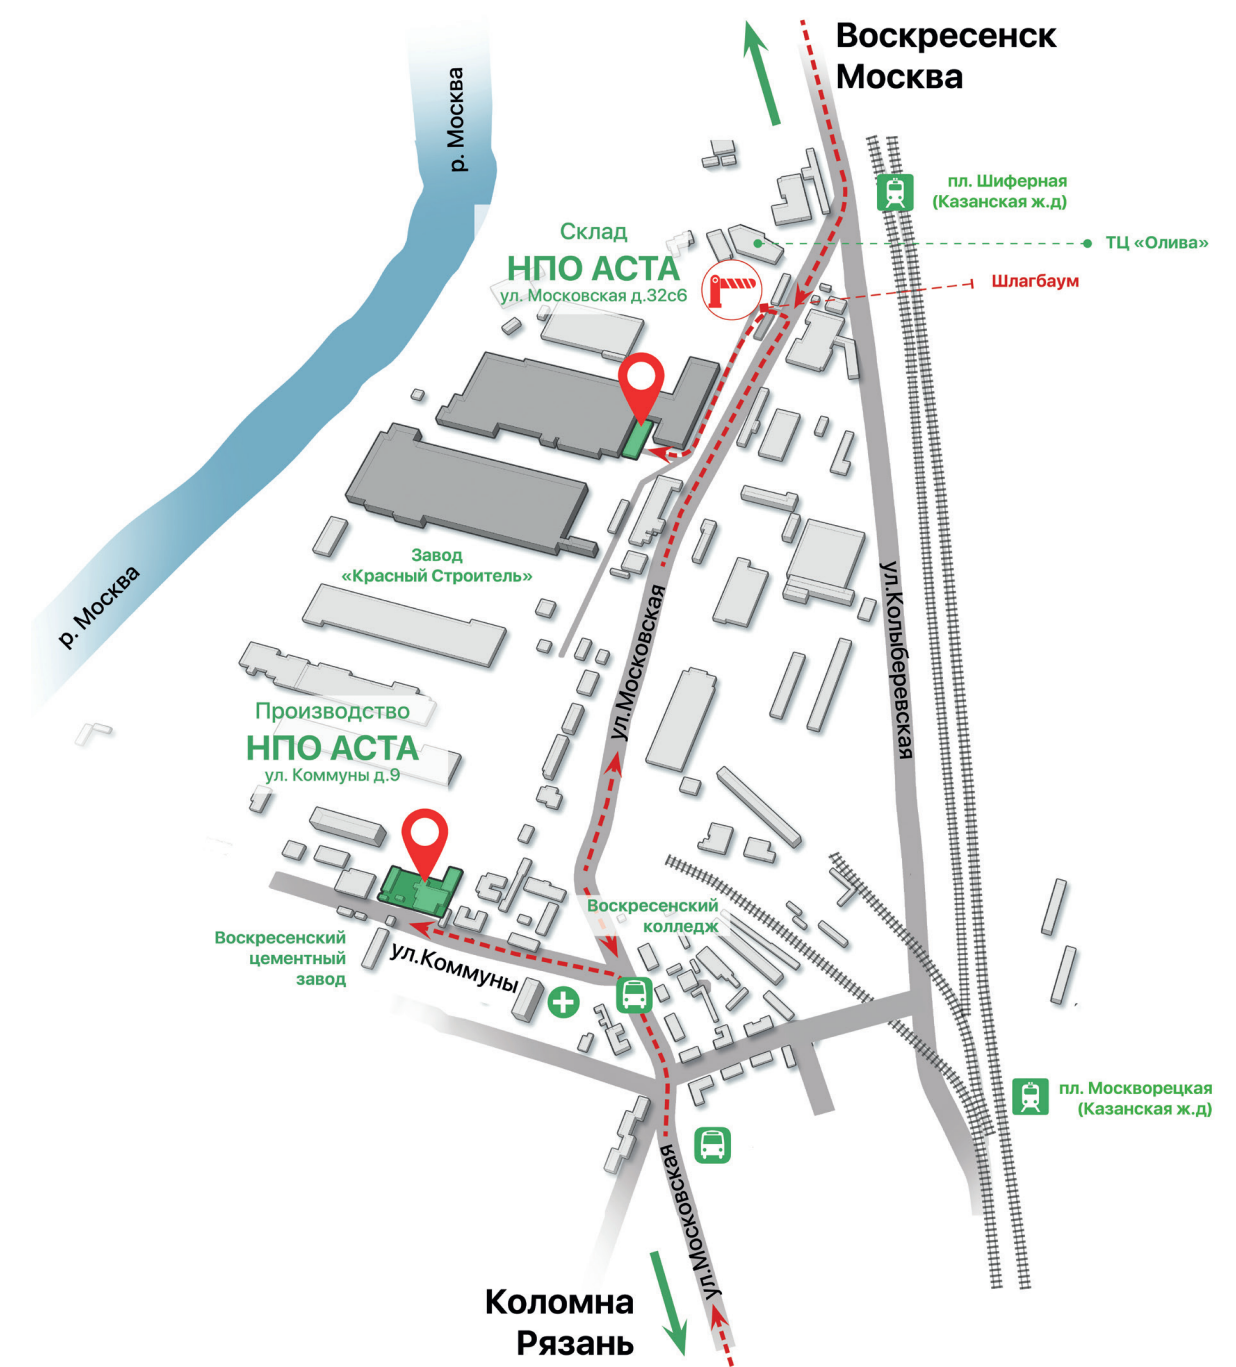 Воскресенск
Москва
р. Москва
пл. Шиферная
(Казанская ж.д)
Склад
НПО АСТА
ул. Московская д.32с6
ТЦ «Олива»
Шлагбаум
Завод
«Красный Строитель»
р. Москва
ул.Московская
ул.Колыберевская
Производство
НПО АСТА
ул. Коммуны д.9
Воскресенский
колледж
Воскресенский
цементный
завод
ул.Коммуны
пл. Москворецкая
(Казанская ж.д)
ул.Московская
Коломна
Рязань